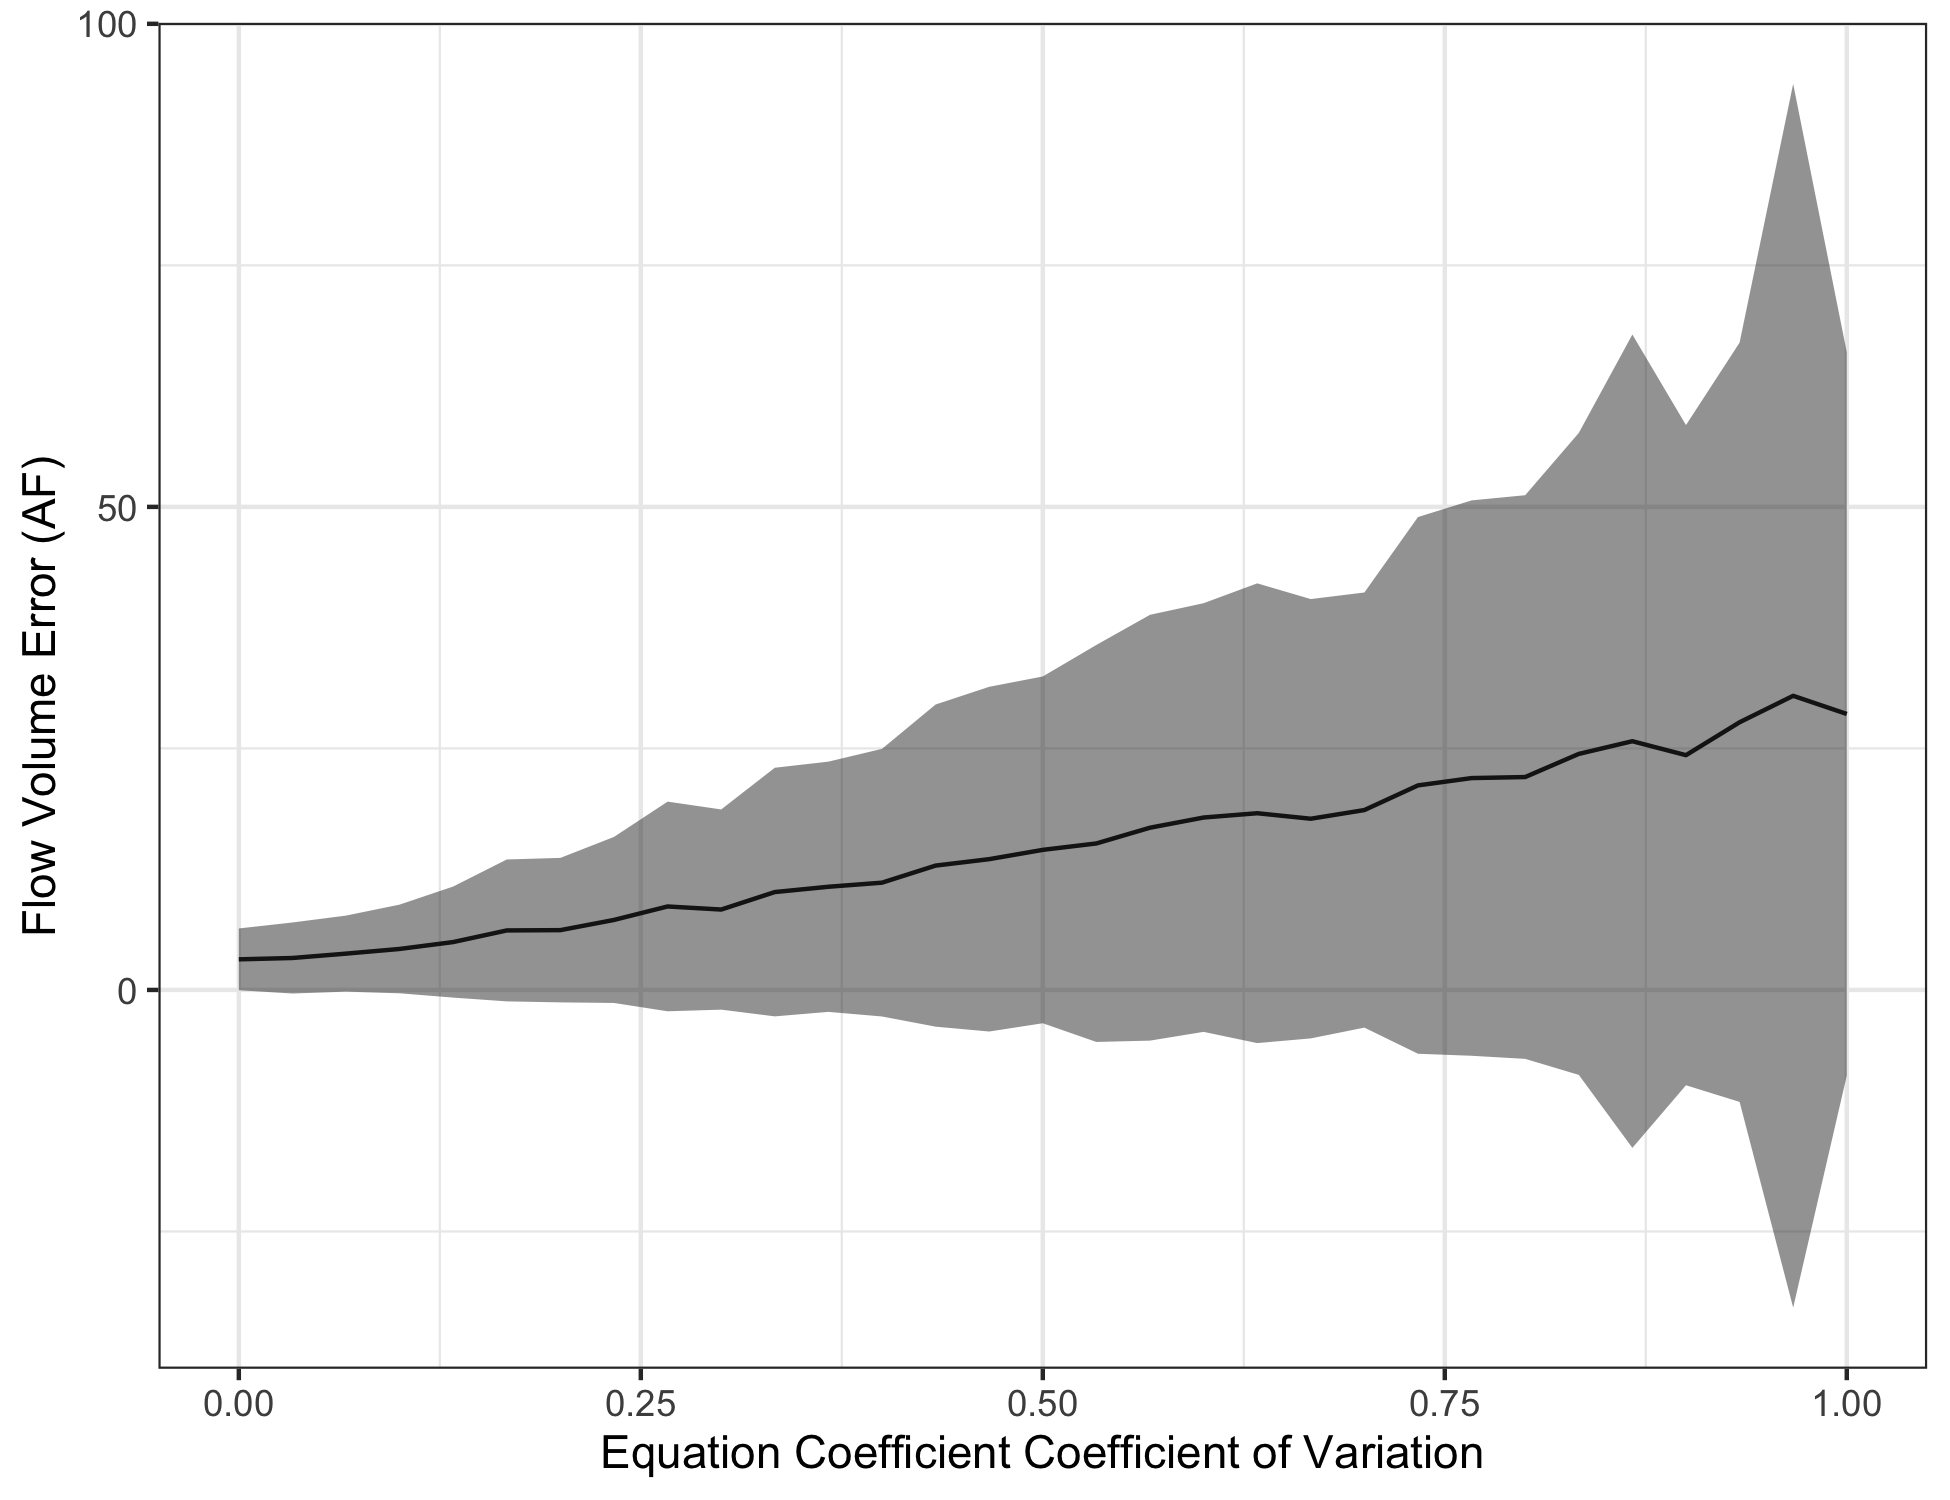 100
50
0
Flow Volume Error (AF)
0.00 0.25 0.50 0.75 1.00
Equation Coefficient Coefficient of Variation